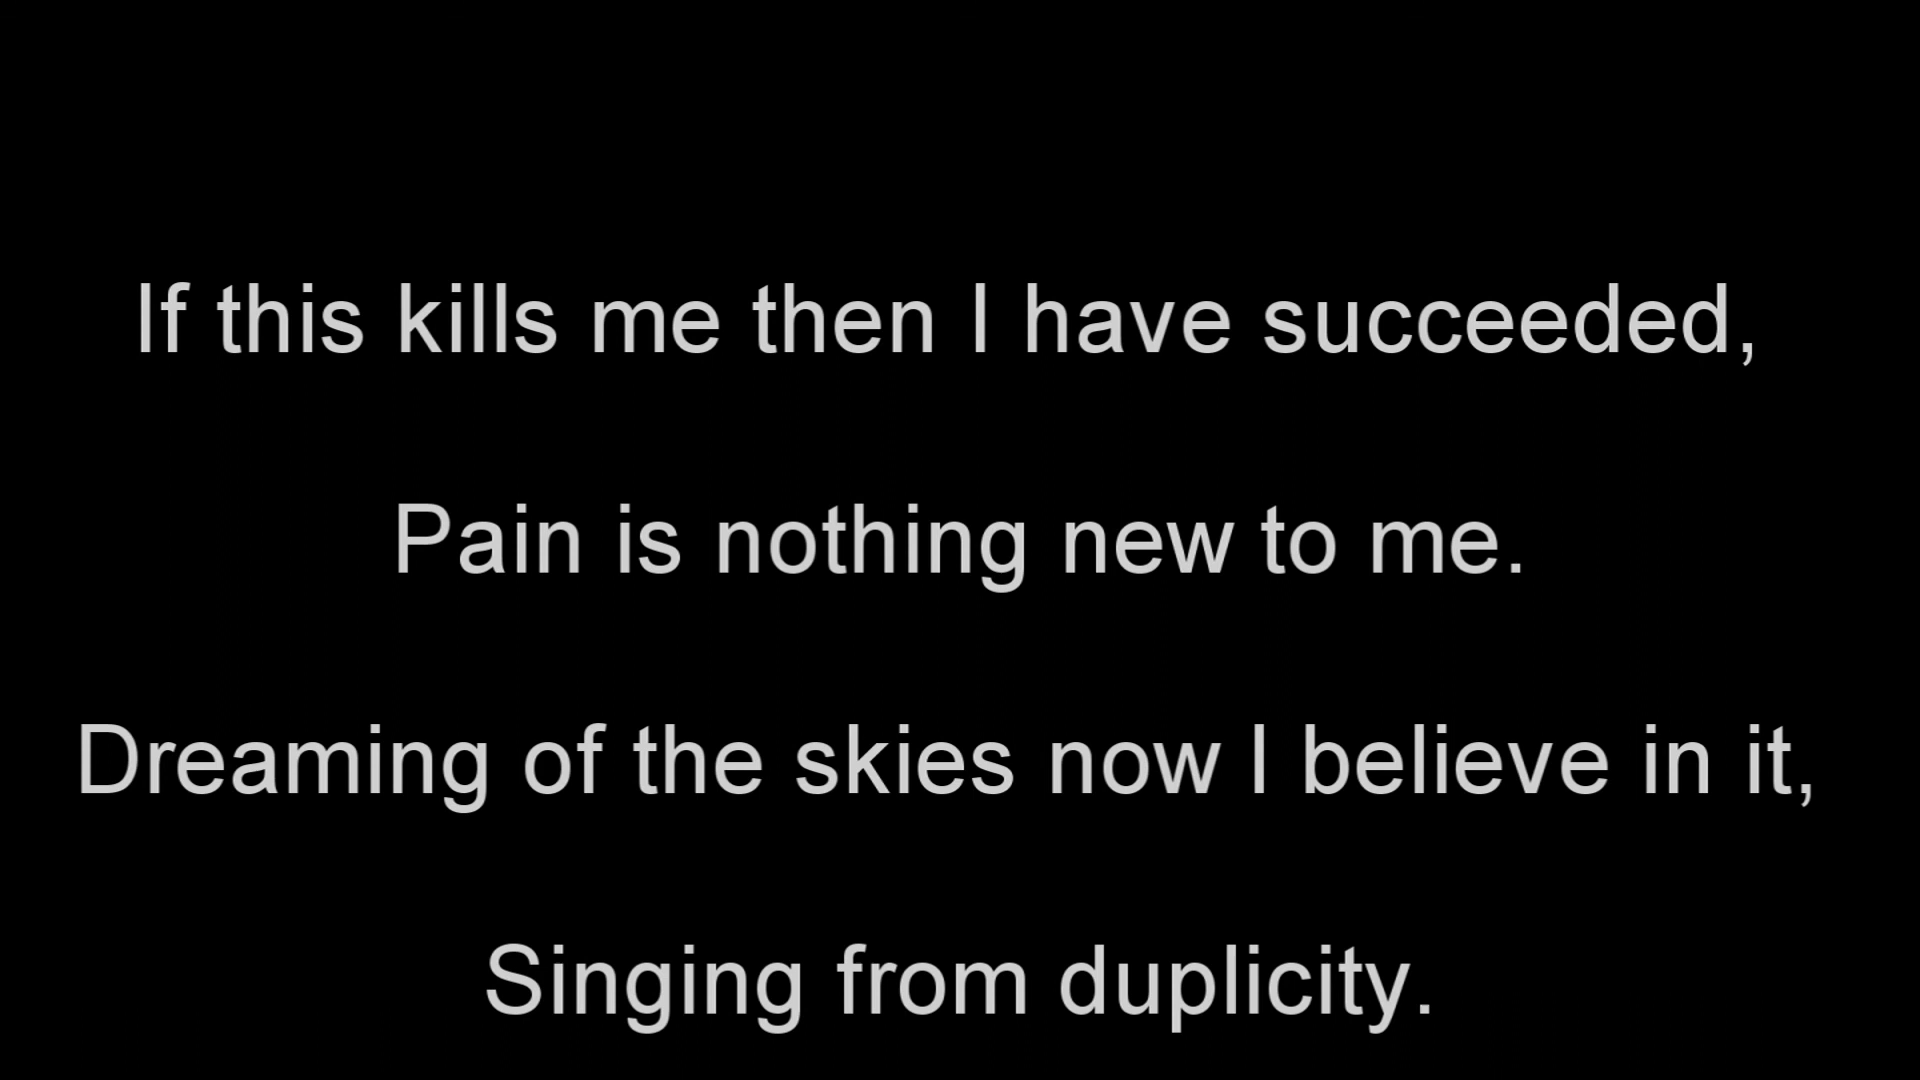 If this kills me then I have succeeded,
Pain is nothing new to me.
Dreaming of the skies now I believe in it,
Singing from duplicity.